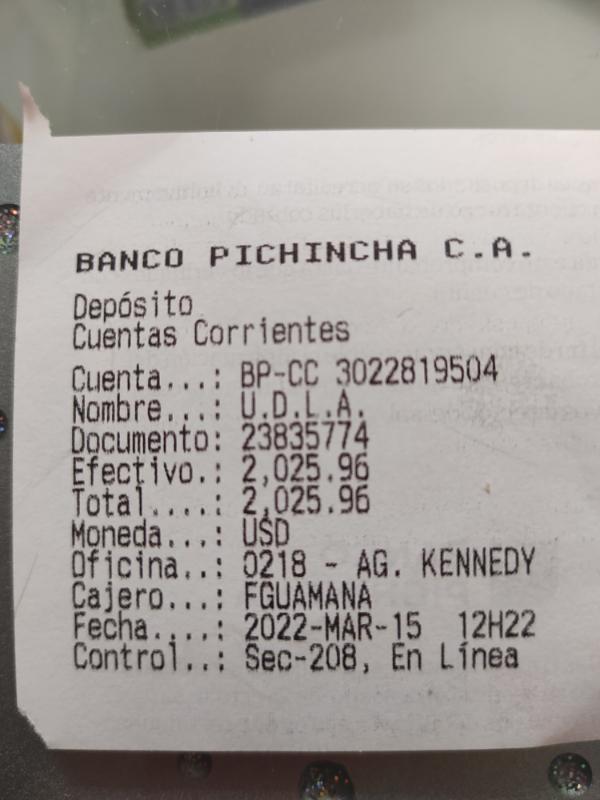 BANCO PICHINCHA C.A.
Depósito
Cuentas Corrientes
Cuenta...: BP-CC 3022819504
Nombre...: U.D.L.A.
Documento: 23835774
Efectivo.: 2,025.96
Total....: 2,025.96
Moneda...: USD
Oficina..: 0218 - AG. KENNEDY
Cajero...: FGUAMANA
Fecha....: 2022-MAR-15 12H22
Control..: Sec-208, En Línea